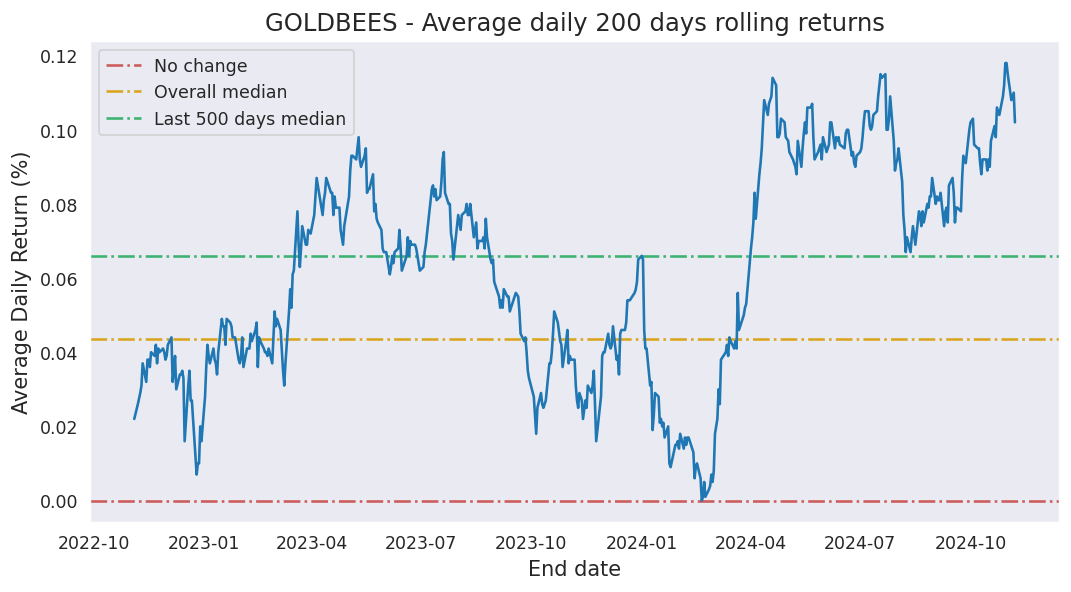 GOLDBEES - Average daily 200 days rolling returns
No change
Overall median
Last 500 days median
Average Daily Return (%)
0.12
0.10
0.08
0.06
0.04
0.02
0.00
2022-10 2023-01 2023-04 2023-07 2023-10 2024-01 2024-04 2024-07 2024-10
End date